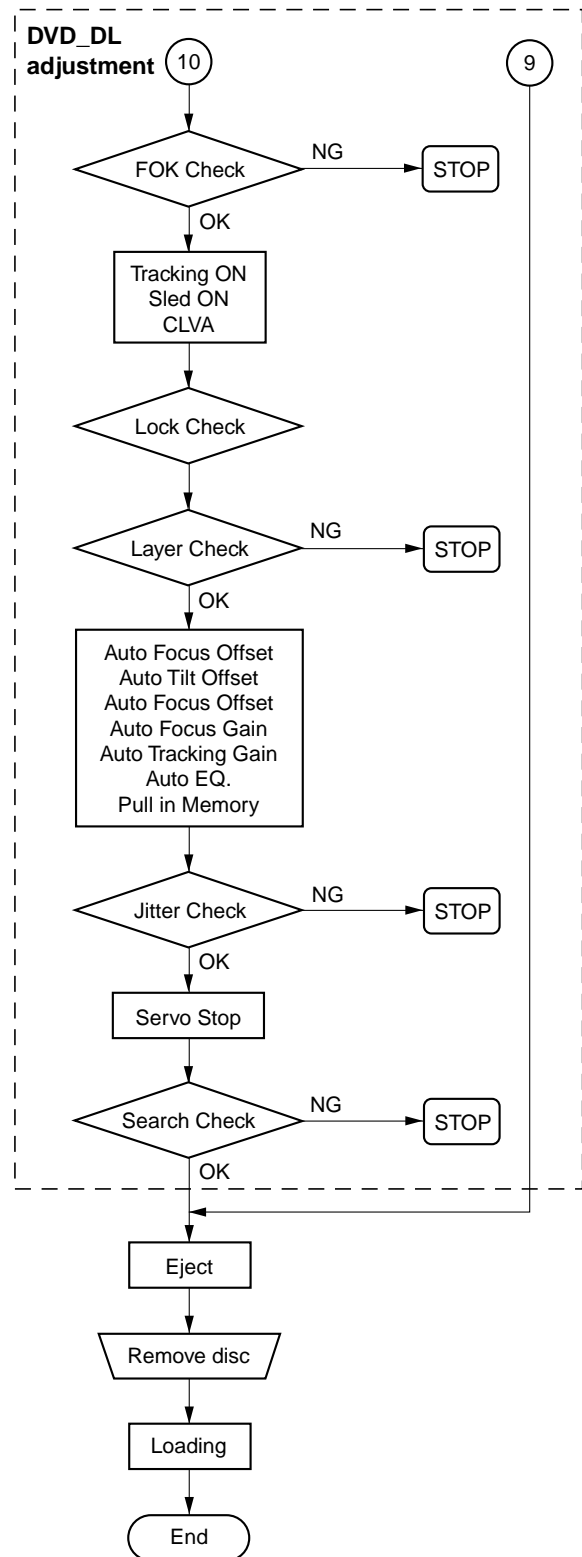 DVD_DL
adjustment
10
9
FOK Check
NG
STOP
OK
Tracking ON
Sled ON
CLVA
Lock Check
Layer Check
NG
STOP
OK
Auto Focus Offset
Auto Tilt Offset
Auto Focus Offset
Auto Focus Gain
Auto Tracking Gain
Auto EQ.
Pull in Memory
Jitter Check
NG
STOP
OK
Servo Stop
Search Check
NG
STOP
OK
Eject
Remove disc
Loading
End